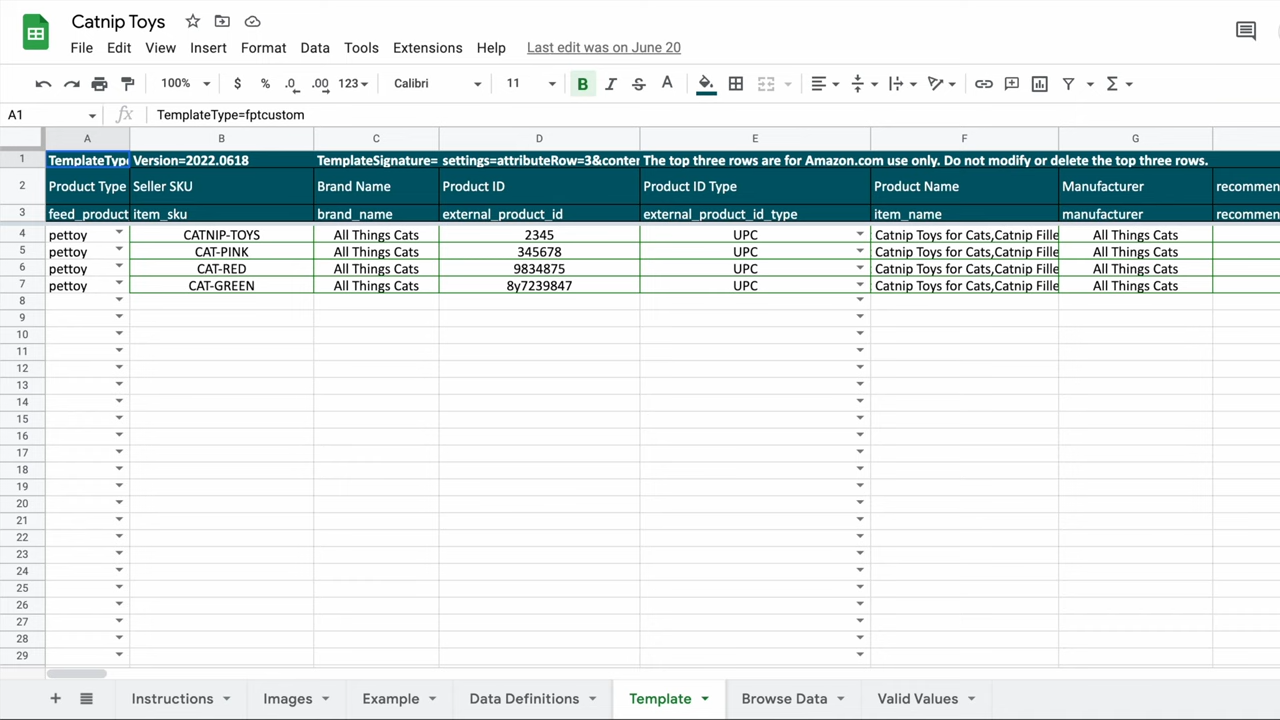 Catnip Toys
File Edit View Insert Format Data Tools Extensions Help Last edit was on June 20
100% $ % .0 .00 123 Calibri 11 B I S A Σ
A1 fx TemplateType=fptcustom
A B C D E F G
1 TemplateType Version=2022.0618 TemplateSignature= settings=attributeRow=3&conten The top three rows are for Amazon.com use only. Do not modify or delete the top three rows.
2 Product Type Seller SKU Brand Name Product ID Product ID Type Product Name Manufacturer recommen
3 feed_product item_sku brand_name external_product_id external_product_id_type item_name manufacturer recommen
4 pettoy CATNIP-TOYS All Things Cats 2345 UPC Catnip Toys for Cats,Catnip Fille All Things Cats
5 pettoy CAT-PINK All Things Cats 345678 UPC Catnip Toys for Cats,Catnip Fille All Things Cats
6 pettoy CAT-RED All Things Cats 9834875 UPC Catnip Toys for Cats,Catnip Fille All Things Cats
7 pettoy CAT-GREEN All Things Cats 8y7239847 UPC Catnip Toys for Cats,Catnip Fille All Things Cats
8
9
10
11
12
13
14
15
16
17
18
19
20
21
22
23
24
25
26
27
28
29
+ Instructions Images Example Data Definitions Template Browse Data Valid Values